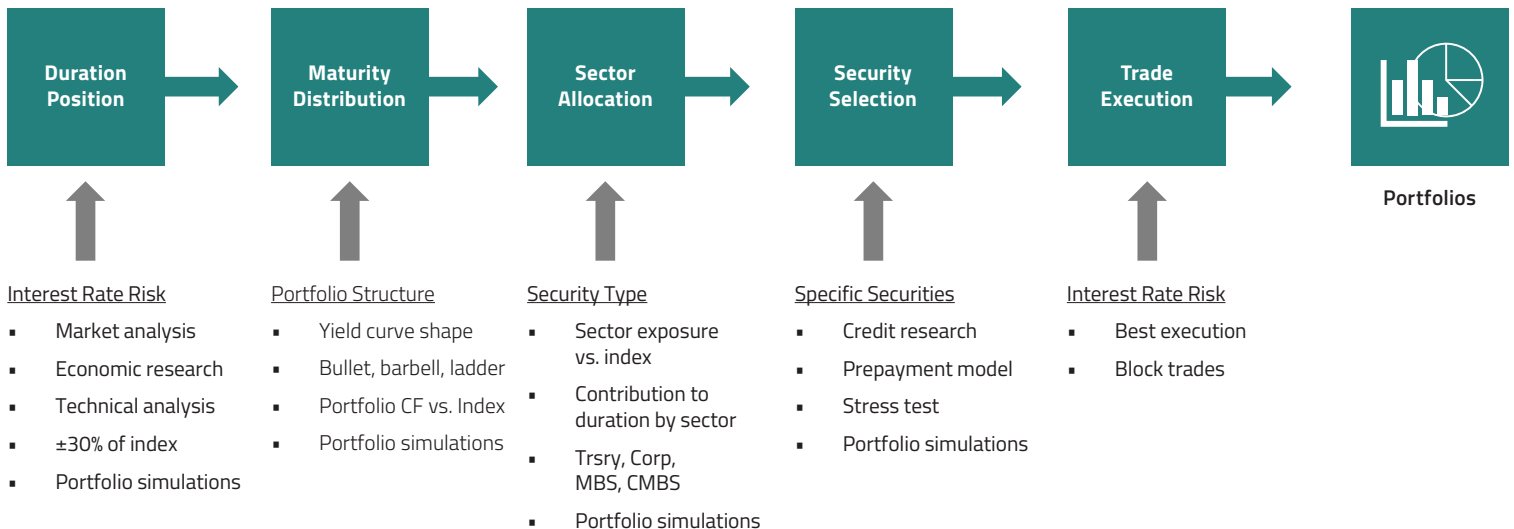 Duration
Position
Maturity
Distribution
Sector
Allocation
Security
Selection
Trade
Execution
Portfolios
Interest Rate Risk
▪ Market analysis
▪ Economic research
▪ Technical analysis
▪ ±30% of index
▪ Portfolio simulations
Portfolio Structure
▪ Yield curve shape
▪ Bullet, barbell, ladder
▪ Portfolio CF vs. Index
▪ Portfolio simulations
Security Type
▪ Sector exposure
vs. index
▪ Contribution to
duration by sector
▪ Trsry, Corp,
MBS, CMBS
▪ Portfolio simulations
Specific Securities
▪ Credit research
▪ Prepayment model
▪ Stress test
▪ Portfolio simulations
Interest Rate Risk
▪ Best execution
▪ Block trades